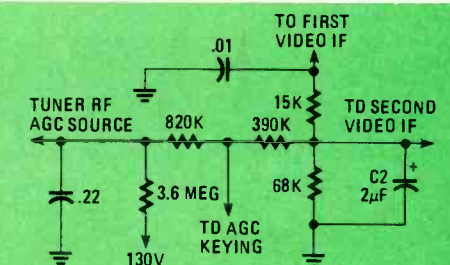 TO FIRST
VIDEO IF
.01
TUNER RF
AGC SOURCE
820K
390K
15K
TD SECOND
VIDEO IF
.22
3.6 MEG
68K
C2
2µF
+
TD AGC
KEYING
130V